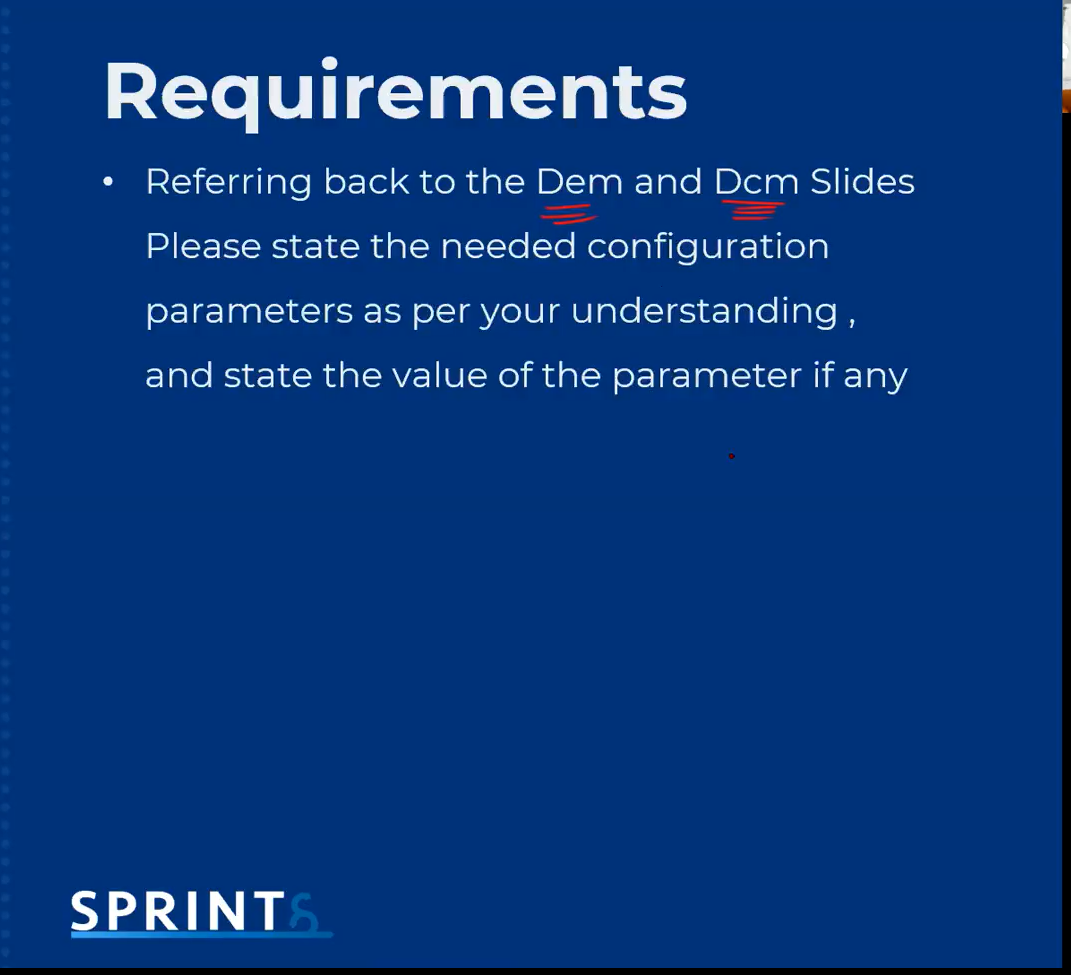 Requirements
• Referring back to the Dem and Dcm Slides
Please state the needed configuration
parameters as per your understanding ,
and state the value of the parameter if any
SPRINTS